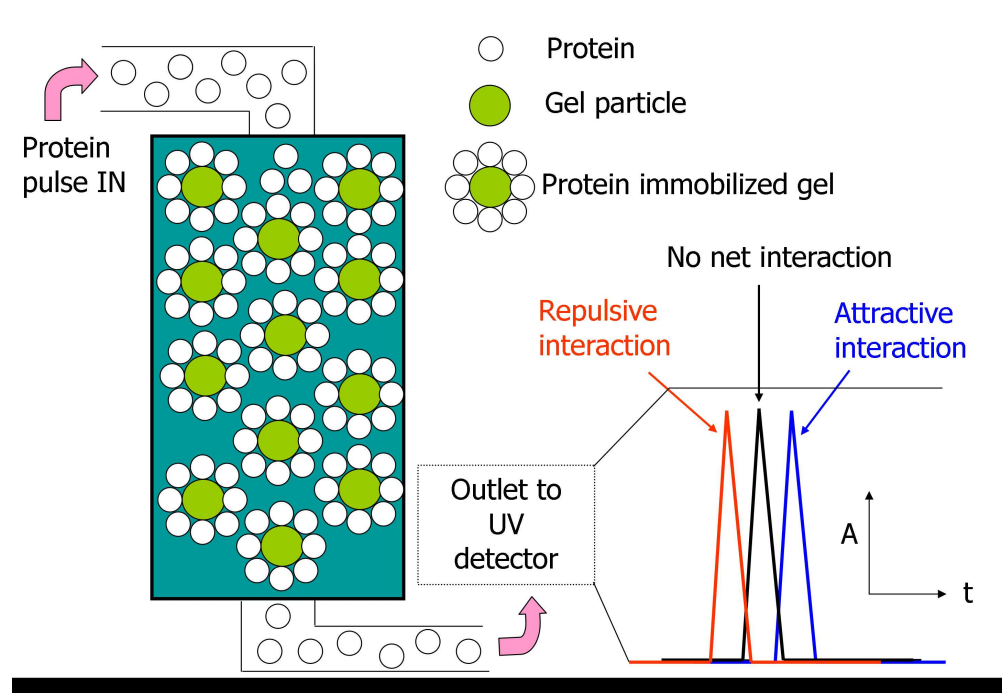 Protein
Gel particle
Protein immobilized gel
Protein
pulse IN
No net interaction
Repulsive
interaction
Attractive
interaction
Outlet to
UV
detector
A
t